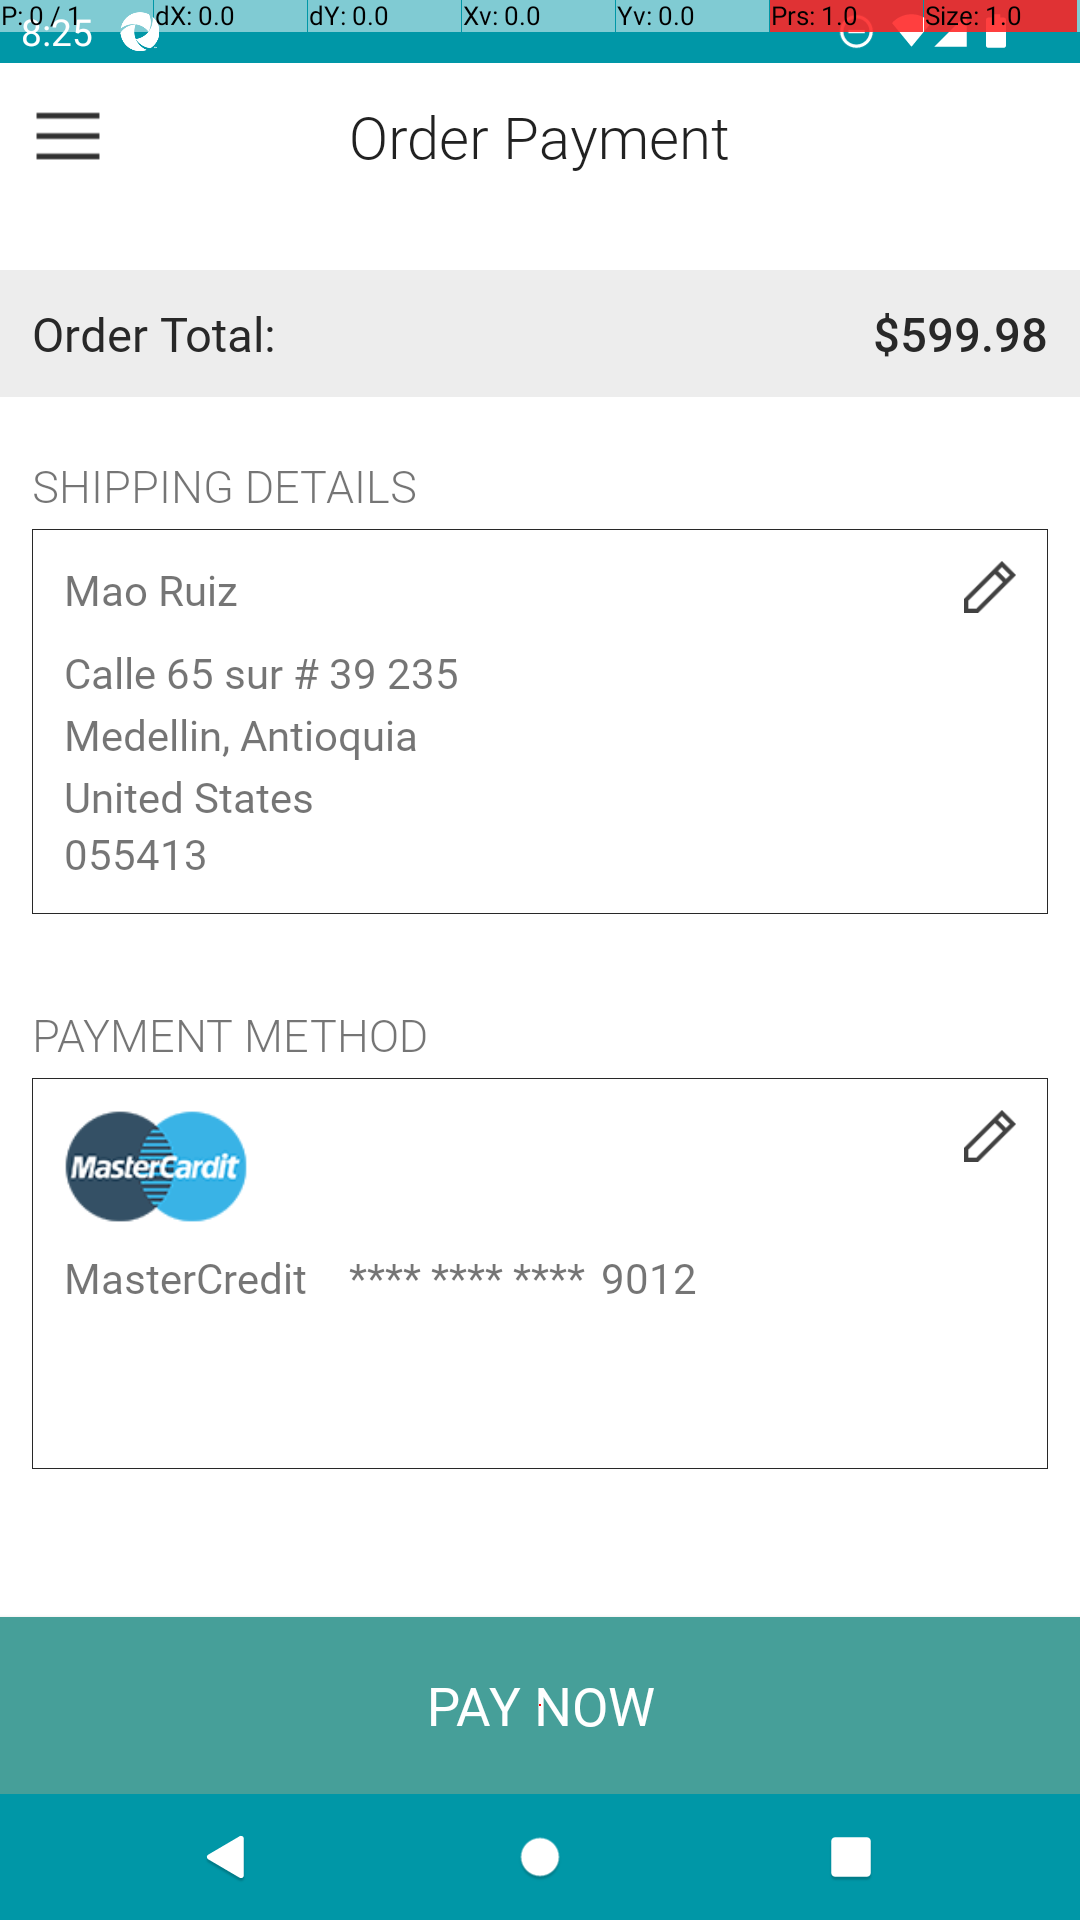 P: 0 / 1 dX: 0.0 dY: 0.0 Xv: 0.0 Yv: 0.0 Prs: 1.0 Size: 1.0
8:25
Order Payment
Order Total: $599.98
SHIPPING DETAILS
Mao Ruiz
Calle 65 sur # 39 235
Medellin, Antioquia
United States
055413
PAYMENT METHOD
MasterCardit
MasterCredit **** **** **** 9012
PAY NOW